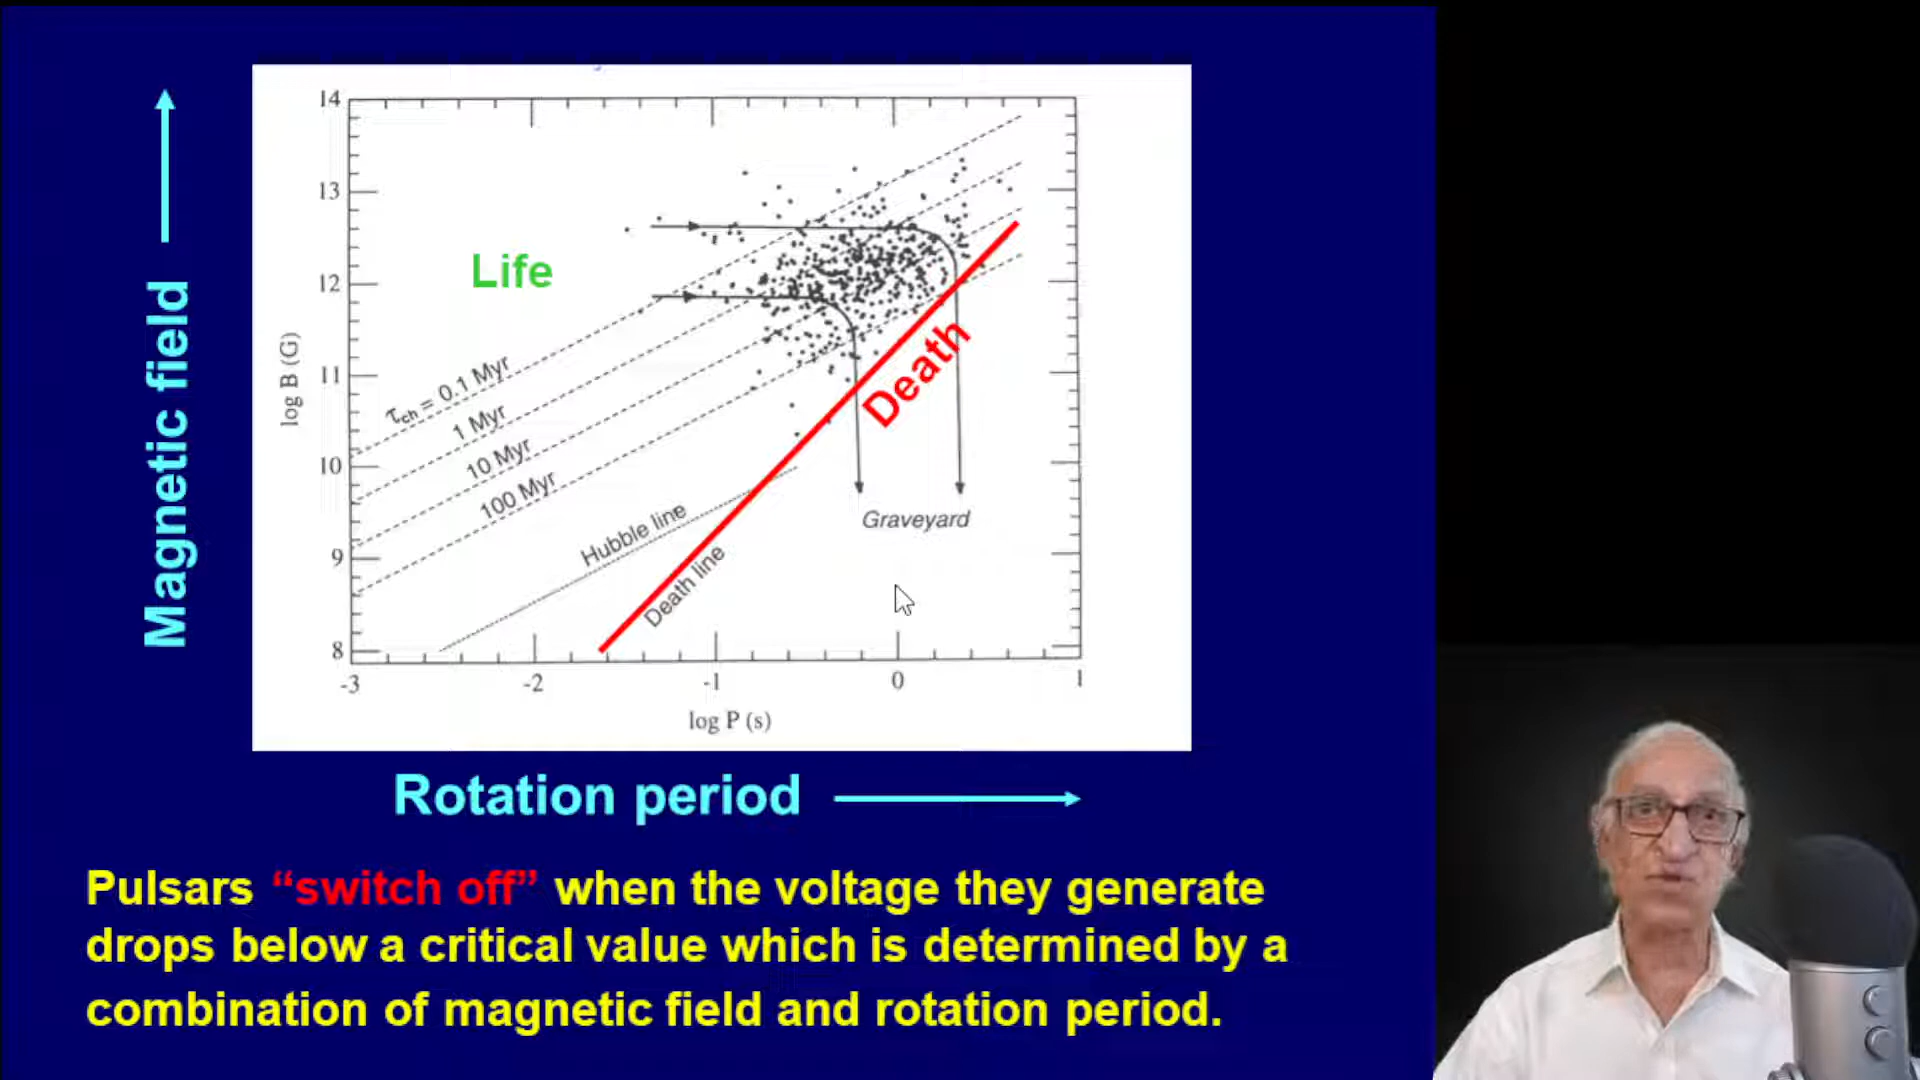 14
13
12
11
10
9
8
log B (G)
Magnetic field
Life
τch = 0.1 Myr
1 Myr
10 Myr
100 Myr
Hubble line
Death line
Death
Graveyard
-3
-2
-1
0
1
log P (s)
Rotation period
Pulsars “switch off” when the voltage they generate
drops below a critical value which is determined by a
combination of magnetic field and rotation period.